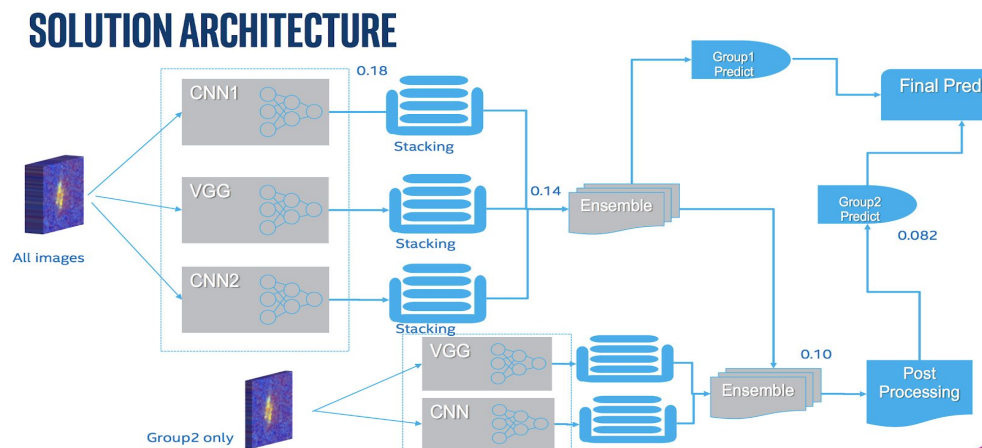 SOLUTION ARCHITECTURE
CNN1
0.18
Stacking
VGG
Stacking
CNN2
Stacking
All images
0.14
Ensemble
Group1
Predict
Final Pred
Group2
Predict
0.082
VGG
CNN
Group2 only
Ensemble
0.10
Post
Processing